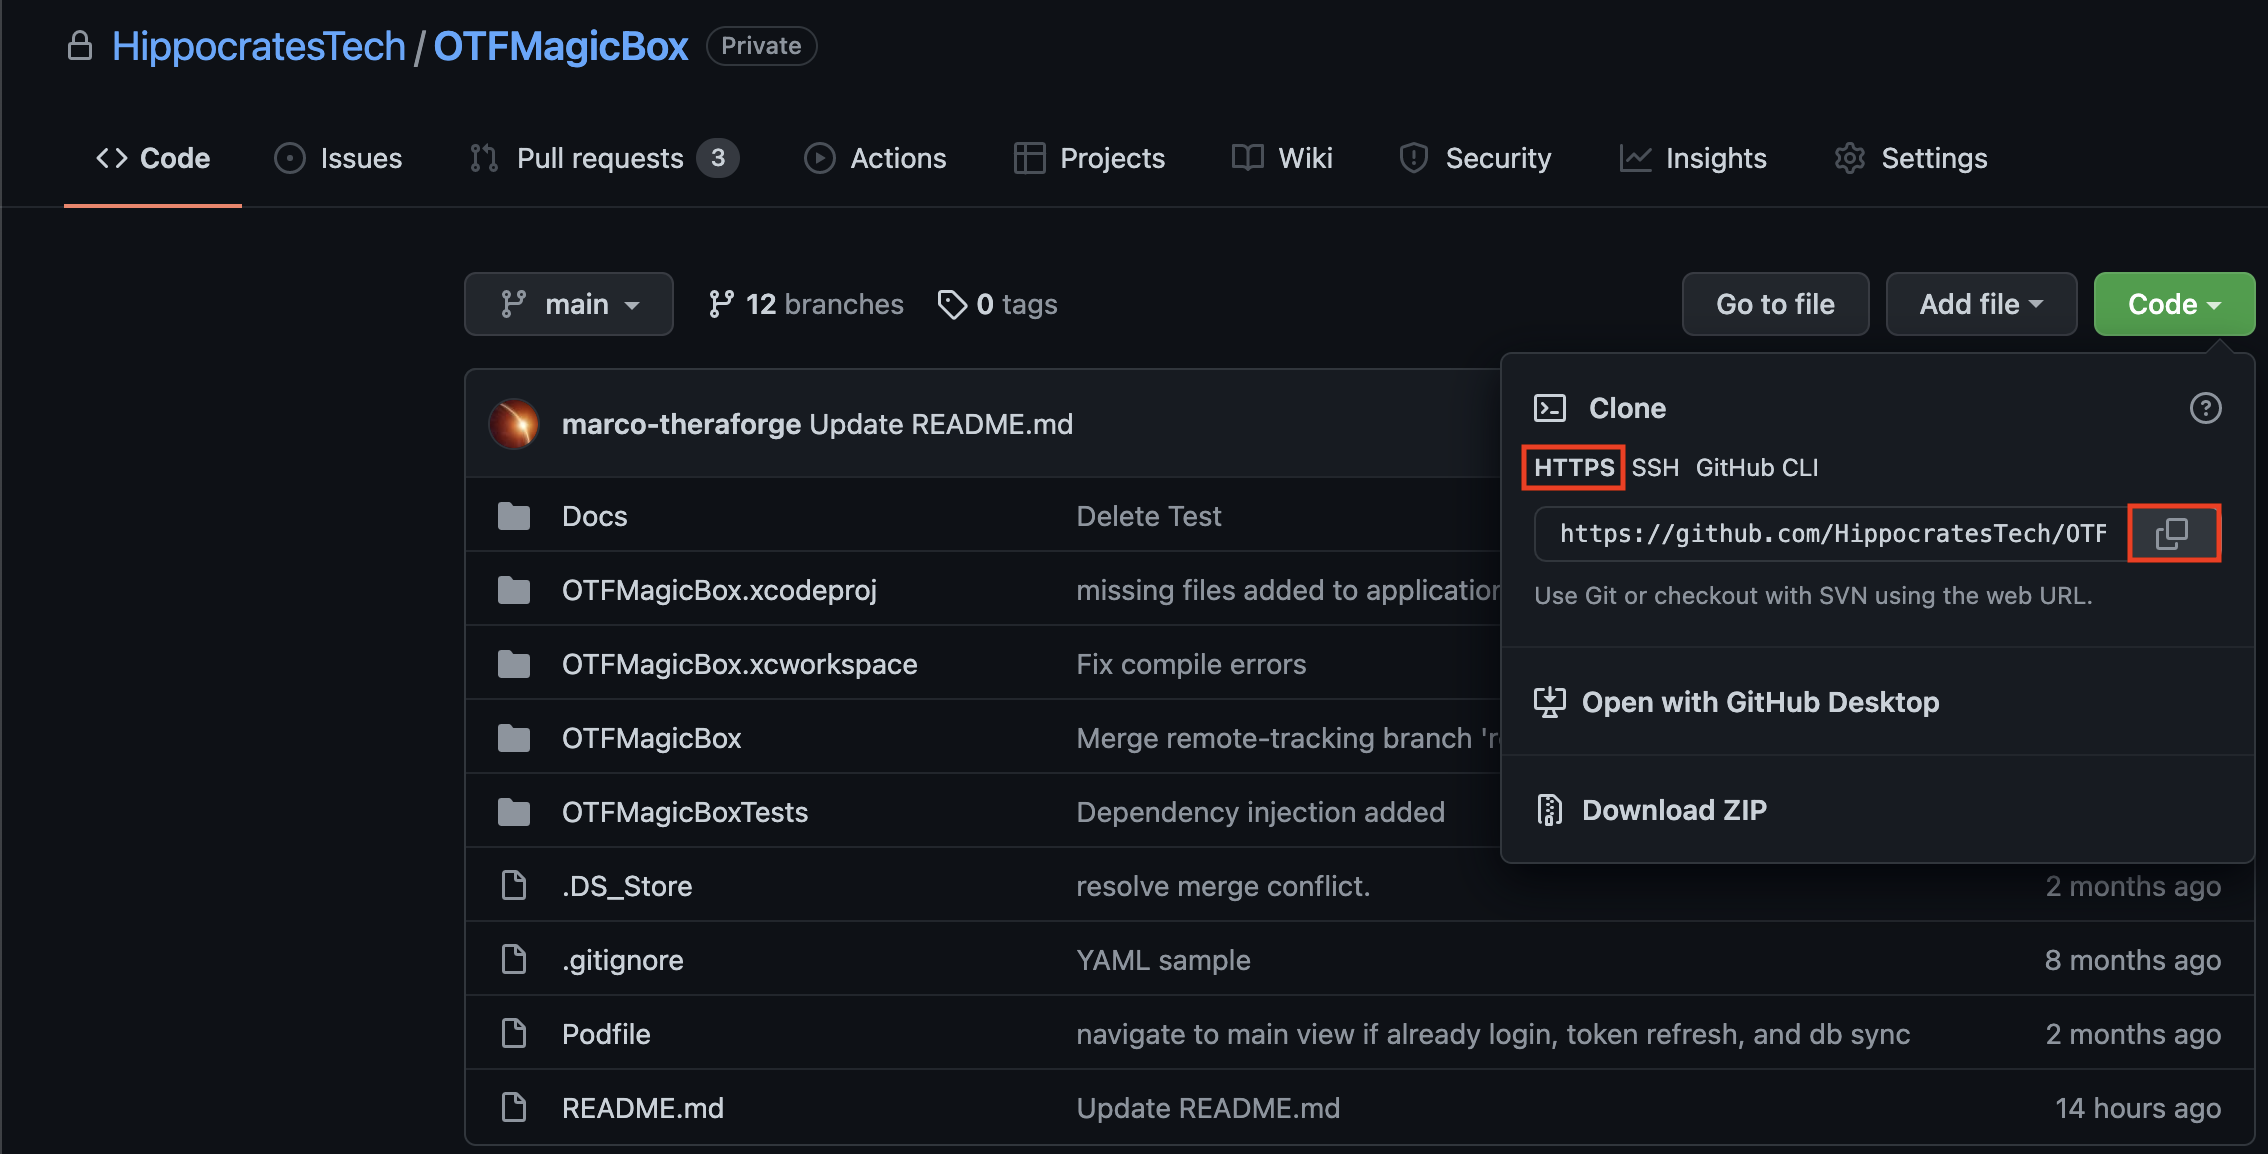 HippocratesTech / OTFMagicBox Private
Code Issues Pull requests 3 Actions Projects Wiki Security Insights Settings
main 12 branches 0 tags Go to file Add file Code
marco-theraforge Update README.md
Clone
HTTPS SSH GitHub CLI
https://github.com/HippocratesTech/OTF
Use Git or checkout with SVN using the web URL.
Open with GitHub Desktop
Download ZIP
Docs Delete Test
OTFMagicBox.xcodeproj missing files added to application
OTFMagicBox.xcworkspace Fix compile errors
OTFMagicBox Merge remote-tracking branch 're
OTFMagicBoxTests Dependency injection added
.DS_Store resolve merge conflict. 2 months ago
.gitignore YAML sample 8 months ago
Podfile navigate to main view if already login, token refresh, and db sync 2 months ago
README.md Update README.md 14 hours ago